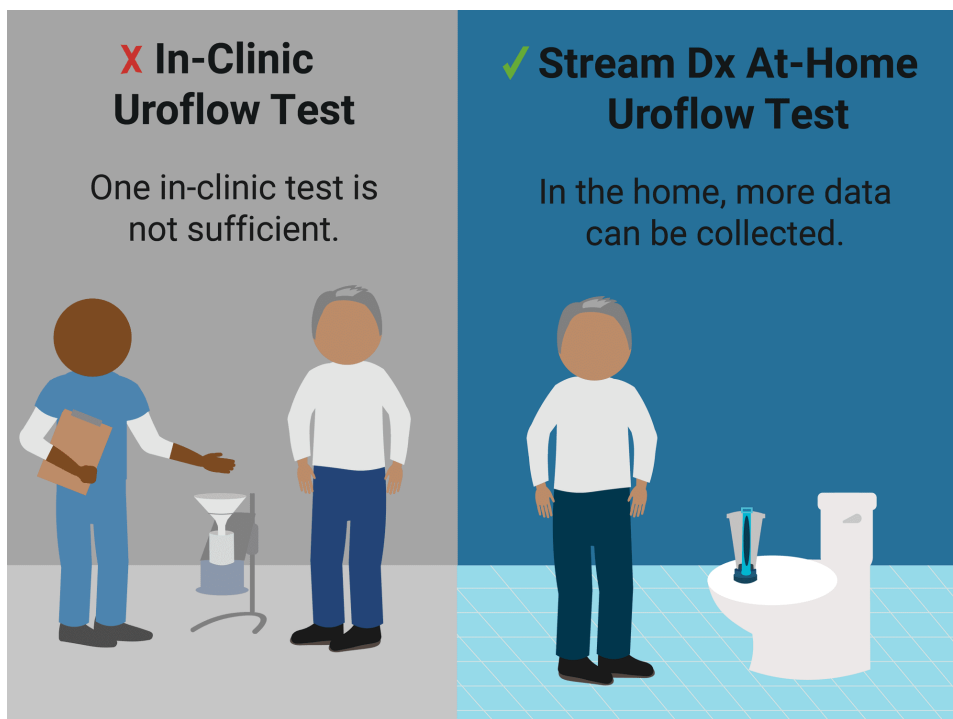 X In-Clinic
Uroflow Test
One in-clinic test is
not sufficient.
✓ Stream Dx At-Home
Uroflow Test
In the home, more data
can be collected.